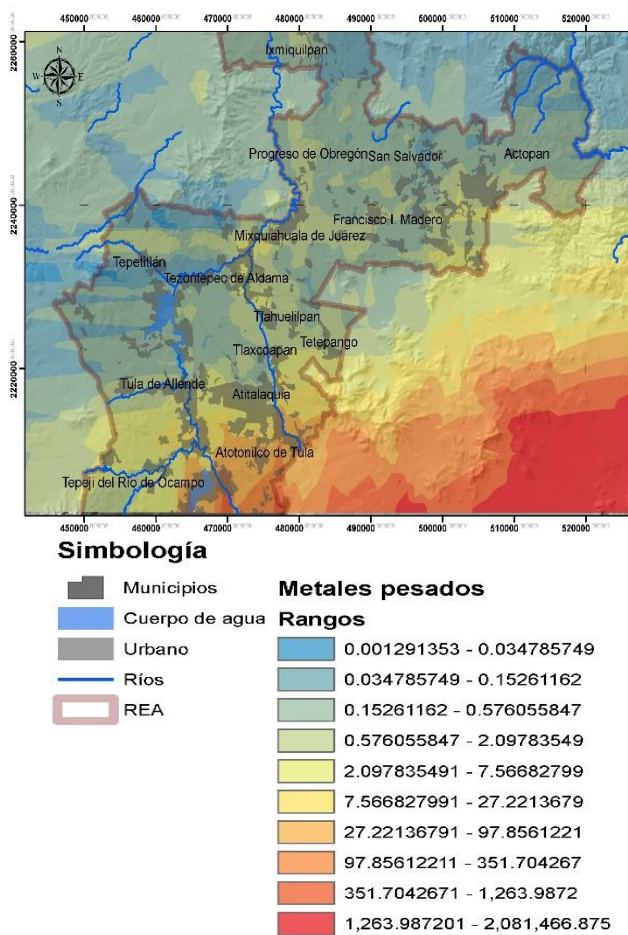 450000 460000 470000 480000 490000 500000 510000 520000
2260000
2240000
2220000
N
W E
S
Ixmiquilpan
Progreso de Obregón San Salvador Actopan
Francisco I. Madero
Mixquiahuala de Juárez
Tepetitlán
Tezontepec de Aldama
Tlahuelilpan
Tlaxcoapan Tetepango
Tula de Allende
Atitalaquia
Atotonilco de Tula
Tepeji del Río de Ocampo
450000 460000 470000 480000 490000 500000 510000 520000
Simbología
Municipios
Cuerpo de agua
Urbano
Ríos
REA
Metales pesados
Rangos
0.001291353 - 0.034785749
0.034785749 - 0.15261162
0.15261162 - 0.576055847
0.576055847 - 2.09783549
2.097835491 - 7.56682799
7.566827991 - 27.2213679
27.22136791 - 97.8561221
97.85612211 - 351.704267
351.7042671 - 1,263.9872
1,263.987201 - 2,081,466.875